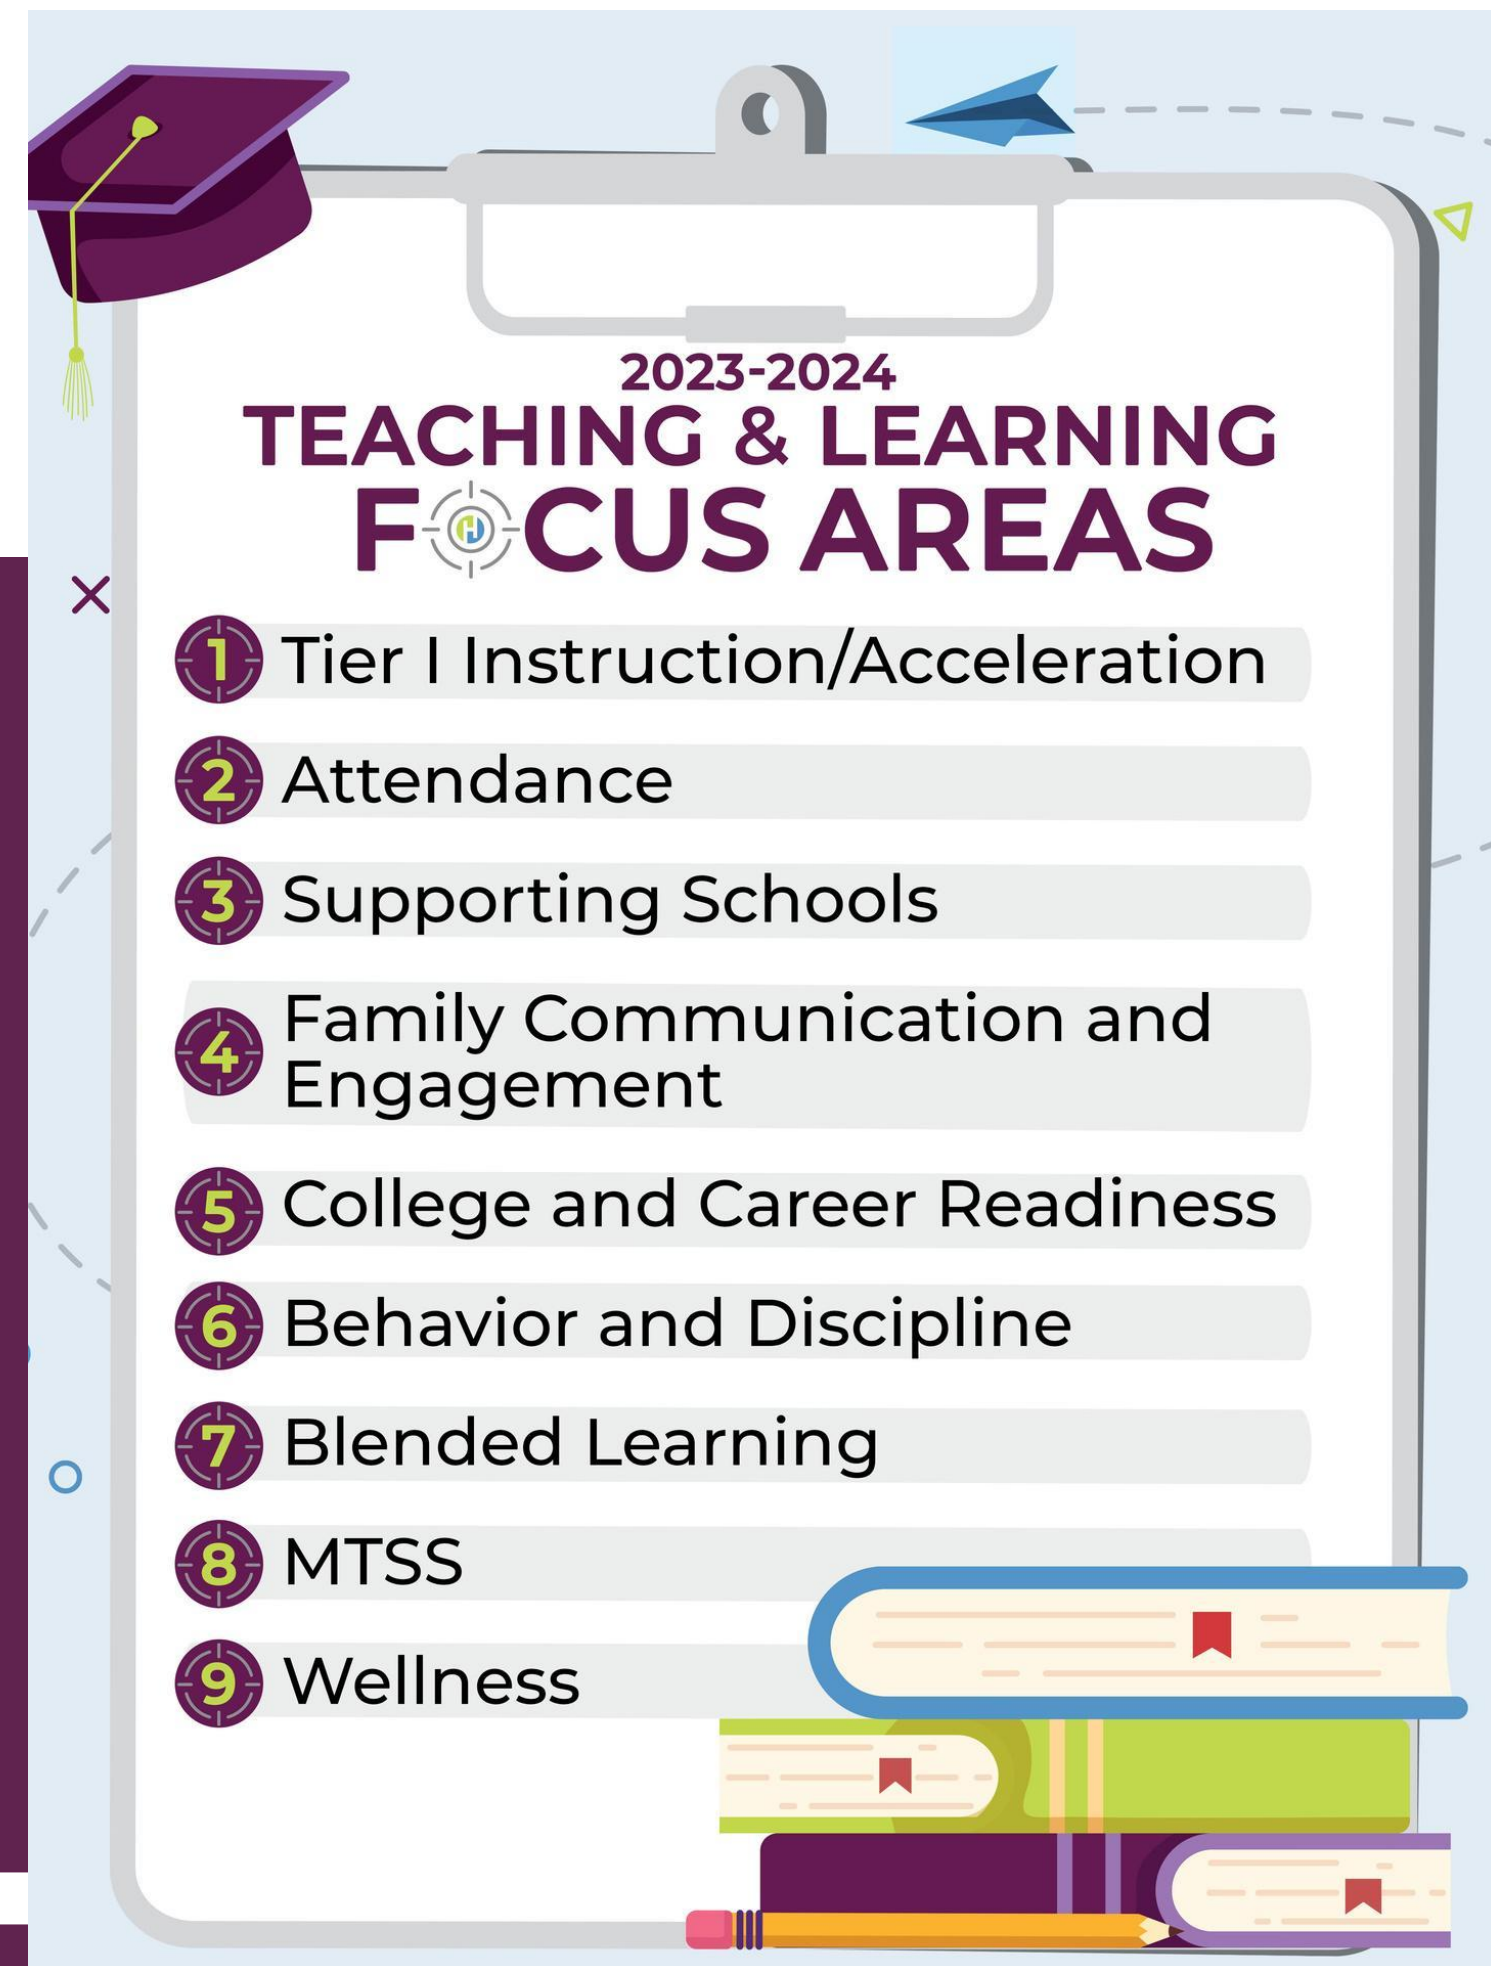 2023-2024
TEACHING & LEARNING
FOCUS AREAS
1 Tier I Instruction/Acceleration
2 Attendance
3 Supporting Schools
4 Family Communication and
Engagement
5 College and Career Readiness
6 Behavior and Discipline
7 Blended Learning
8 MTSS
9 Wellness